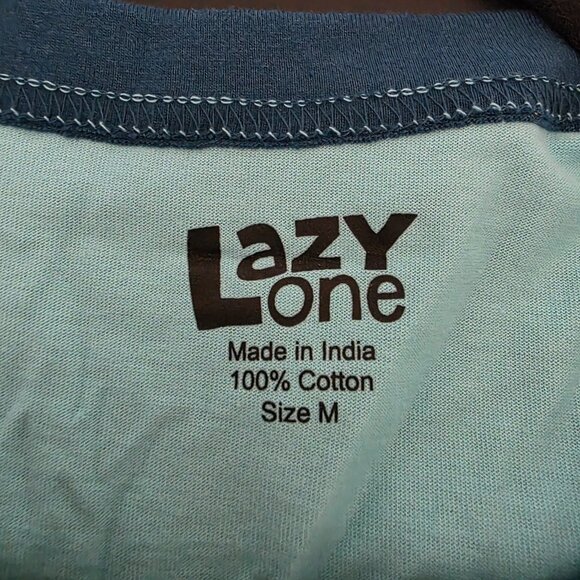 Lazy
one
Made in India
100% Cotton
Size M